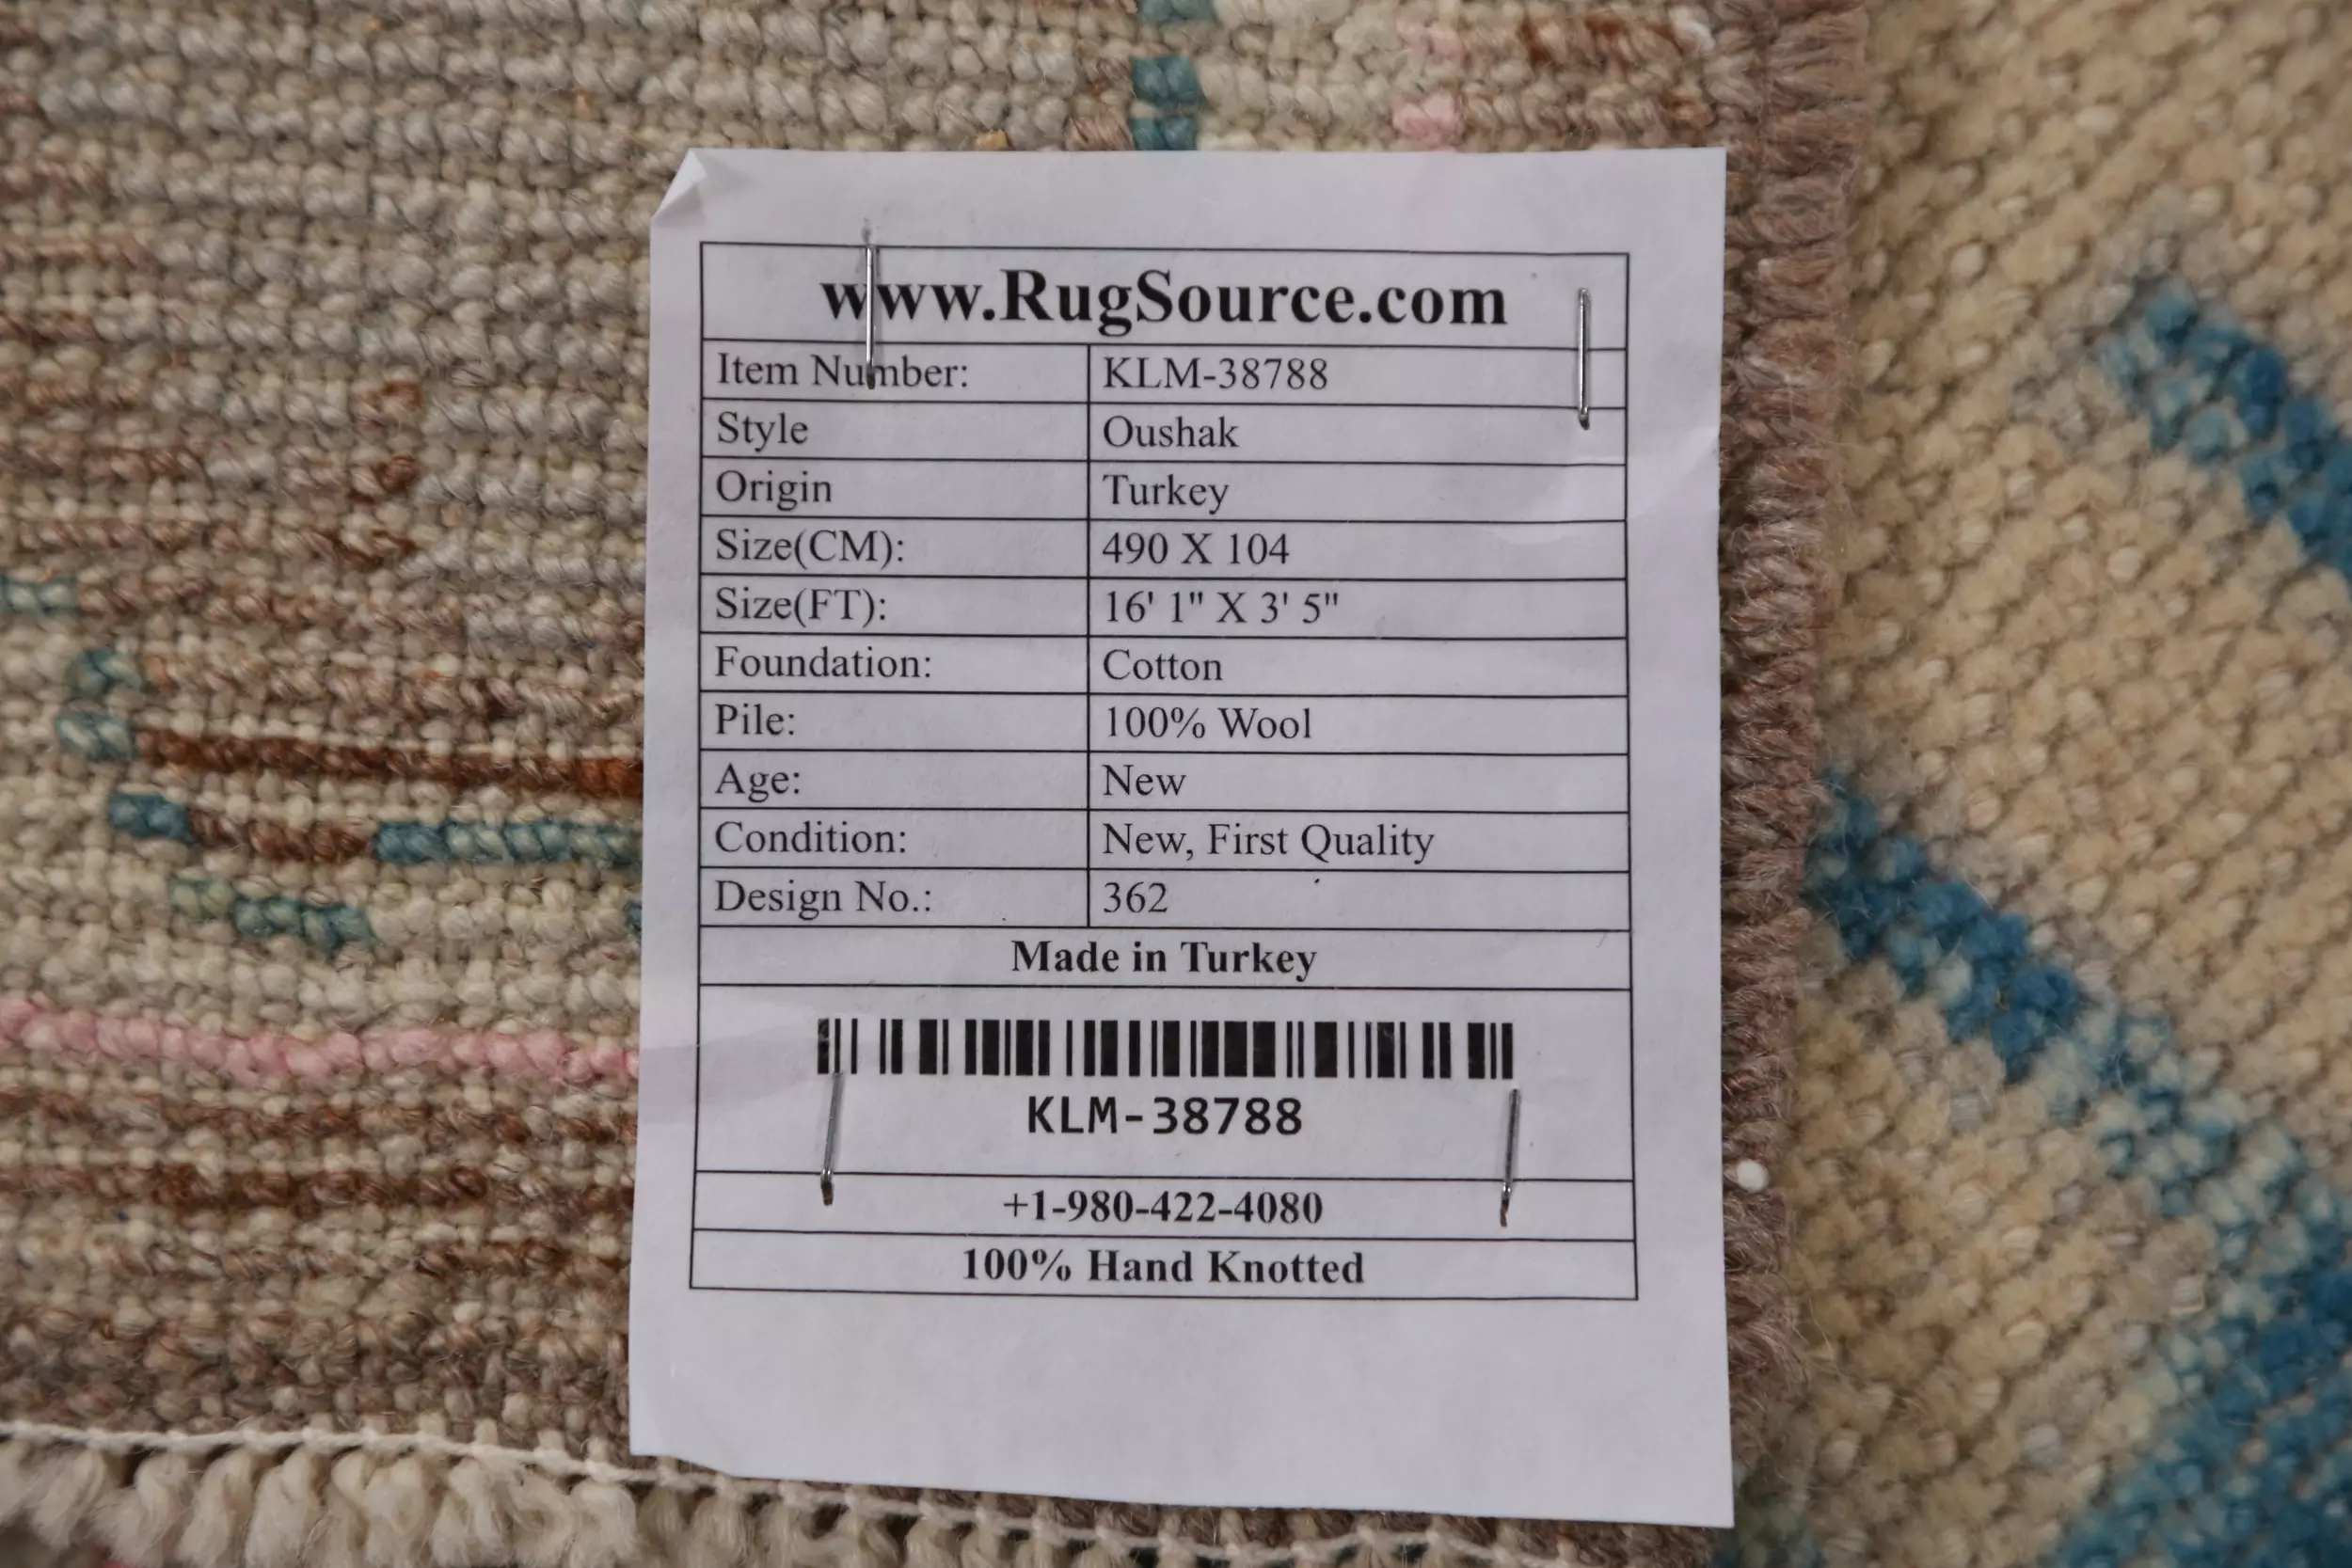 www.RugSource.com
Item Number: KLM-38788
Style Oushak
Origin Turkey
Size(CM): 490 X 104
Size(FT): 16' 1" X 3' 5"
Foundation: Cotton
Pile: 100% Wool
Age: New
Condition: New, First Quality
Design No.: 362
Made in Turkey
KLM-38788
+1-980-422-4080
100% Hand Knotted